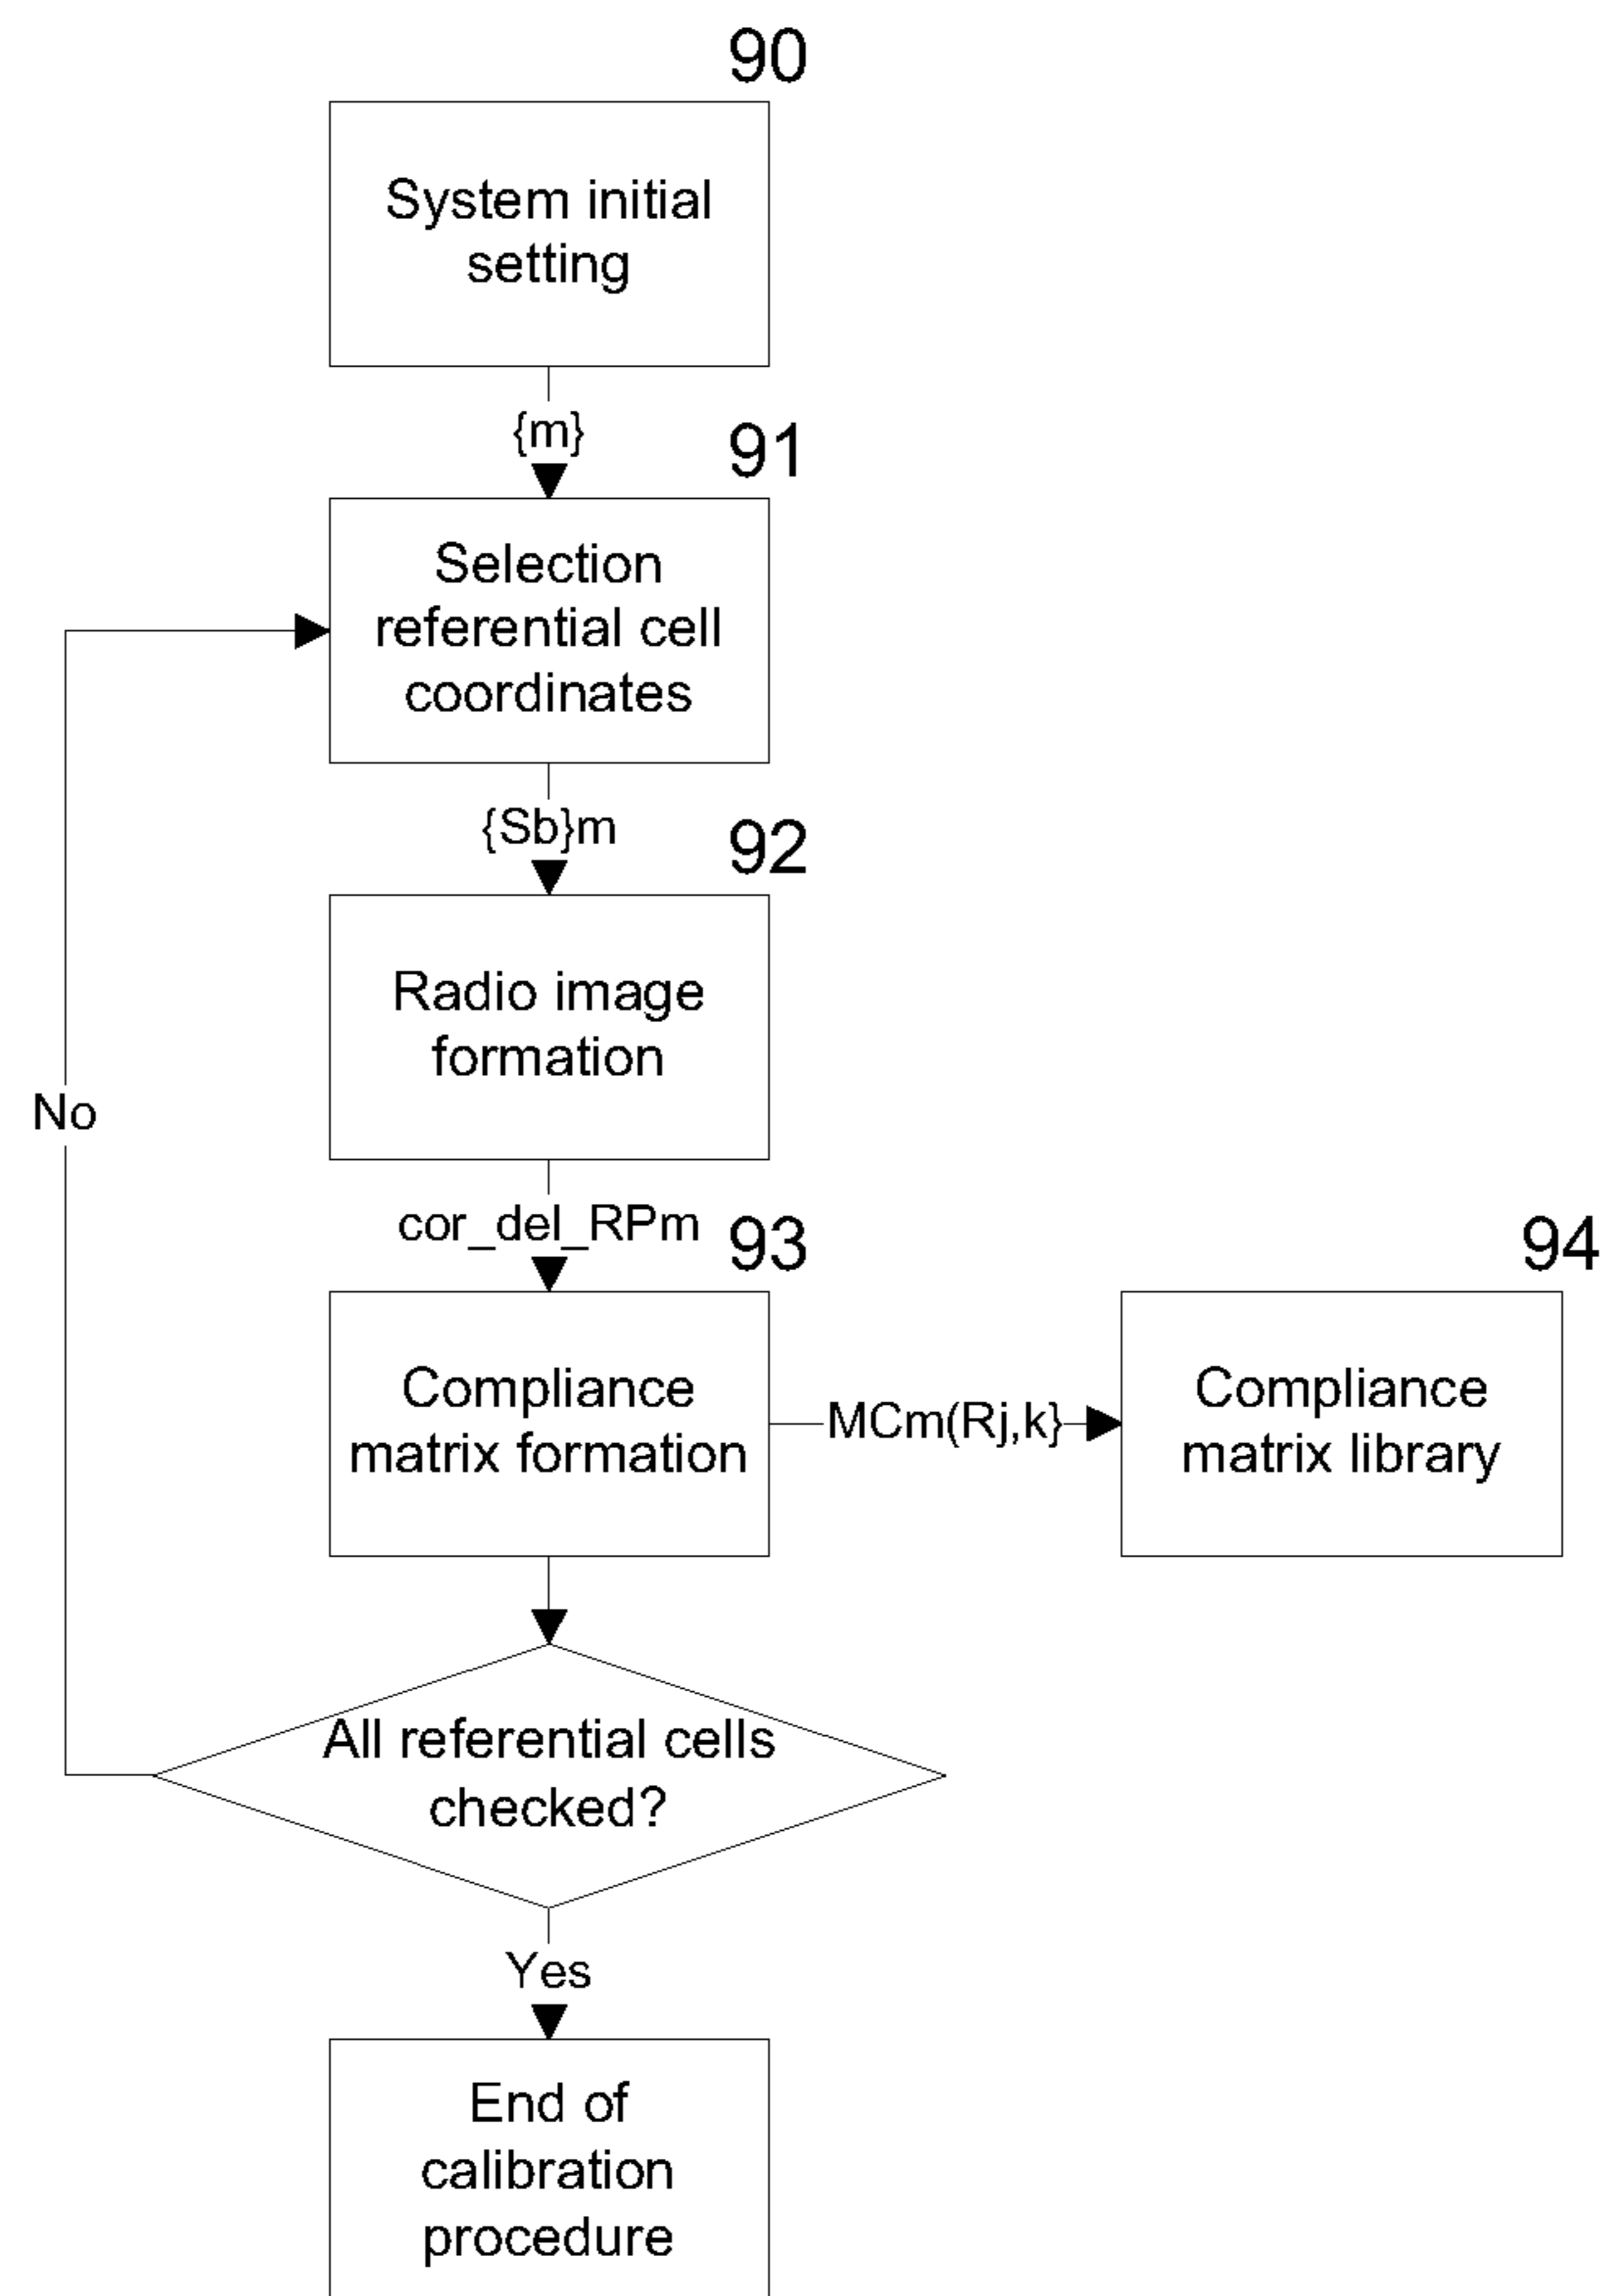 90
System initial
setting
{m}
91
Selection
referential cell
coordinates
{Sb}m
92
Radio image
formation
No
cor_del_RPm
93
94
Compliance
matrix formation
MCm(Rj,k}
Compliance
matrix library
All referential cells
checked?
Yes
End of
calibration
procedure